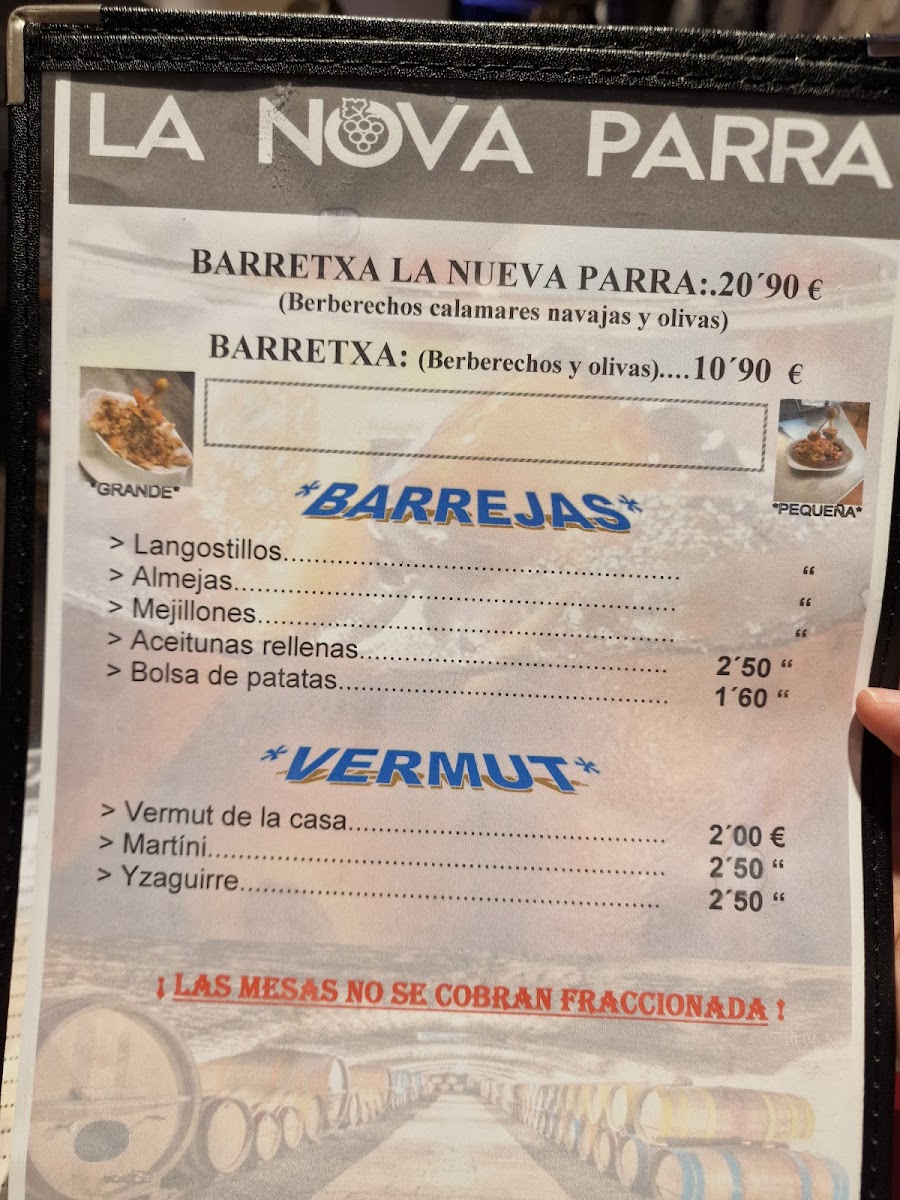 LA NOVA PARRA
BARRETXA LA NUEVA PARRA:.20´90 €
(Berberechos calamares navajas y olivas)
BARRETXA: (Berberechos y olivas)....10´90 €
*GRANDE*
*PEQUEÑA*
*BARREJAS*
> Langostillos.................................................... “
> Almejas.......................................................... “
> Mejillones....................................................... “
> Aceitunas rellenas...................................... 2´50 “
> Bolsa de patatas......................................... 1´60 “
*VERMUT*
> Vermut de la casa....................................... 2´00 €
> Martíni.......................................................... 2´50 “
> Yzaguirre..................................................... 2´50 “
¡ LAS MESAS NO SE COBRAN FRACCIONADA !